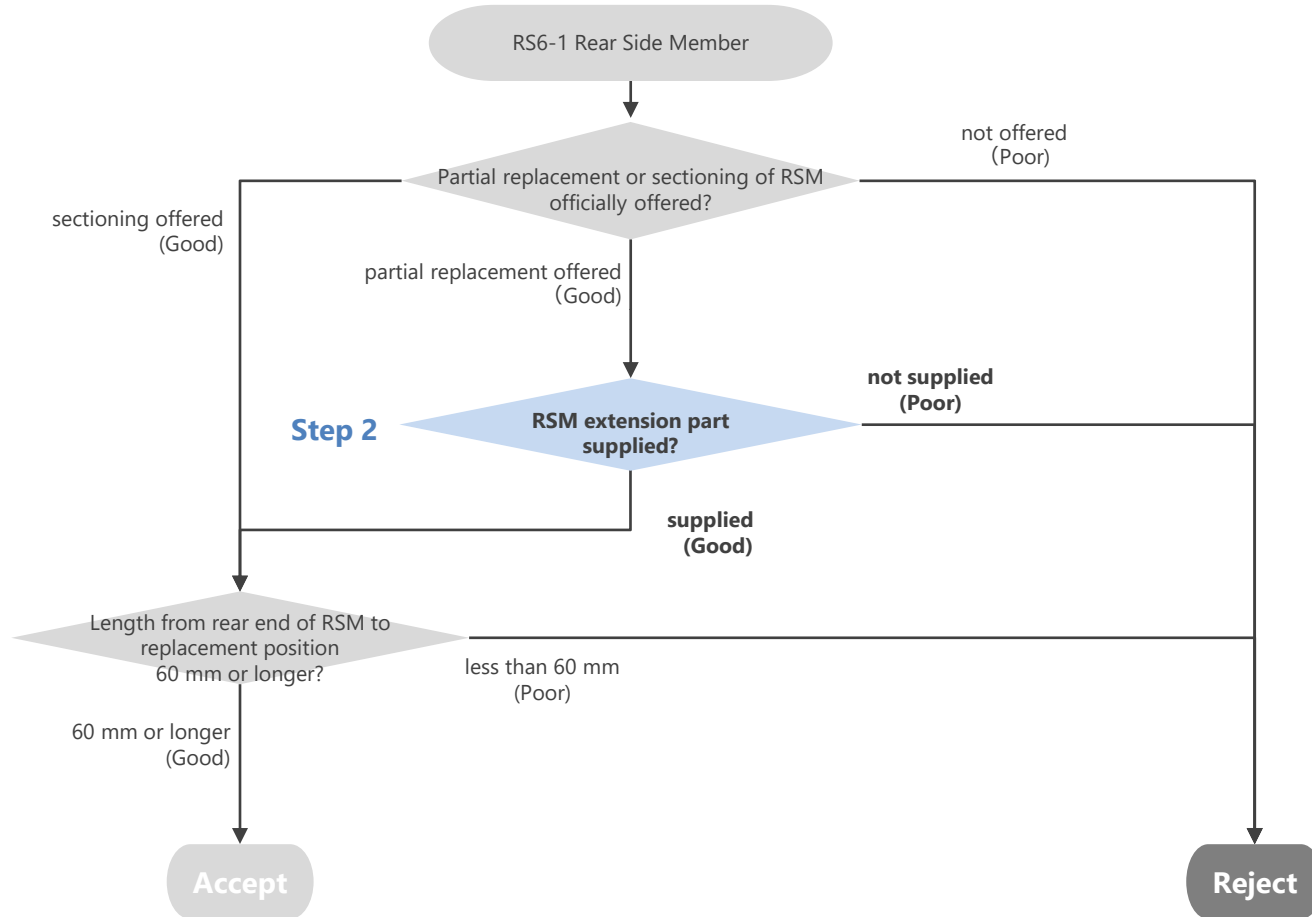 RS6-1 Rear Side Member
not offered
（Poor)
Partial replacement or sectioning of RSM
officially offered?
sectioning offered
(Good)
partial replacement offered
（Good)
not supplied
(Poor)
Step 2
RSM extension part
supplied?
supplied
(Good)
Length from rear end of RSM to
replacement position
60 mm or longer?
less than 60 mm
(Poor)
60 mm or longer
(Good)
Accept
Reject